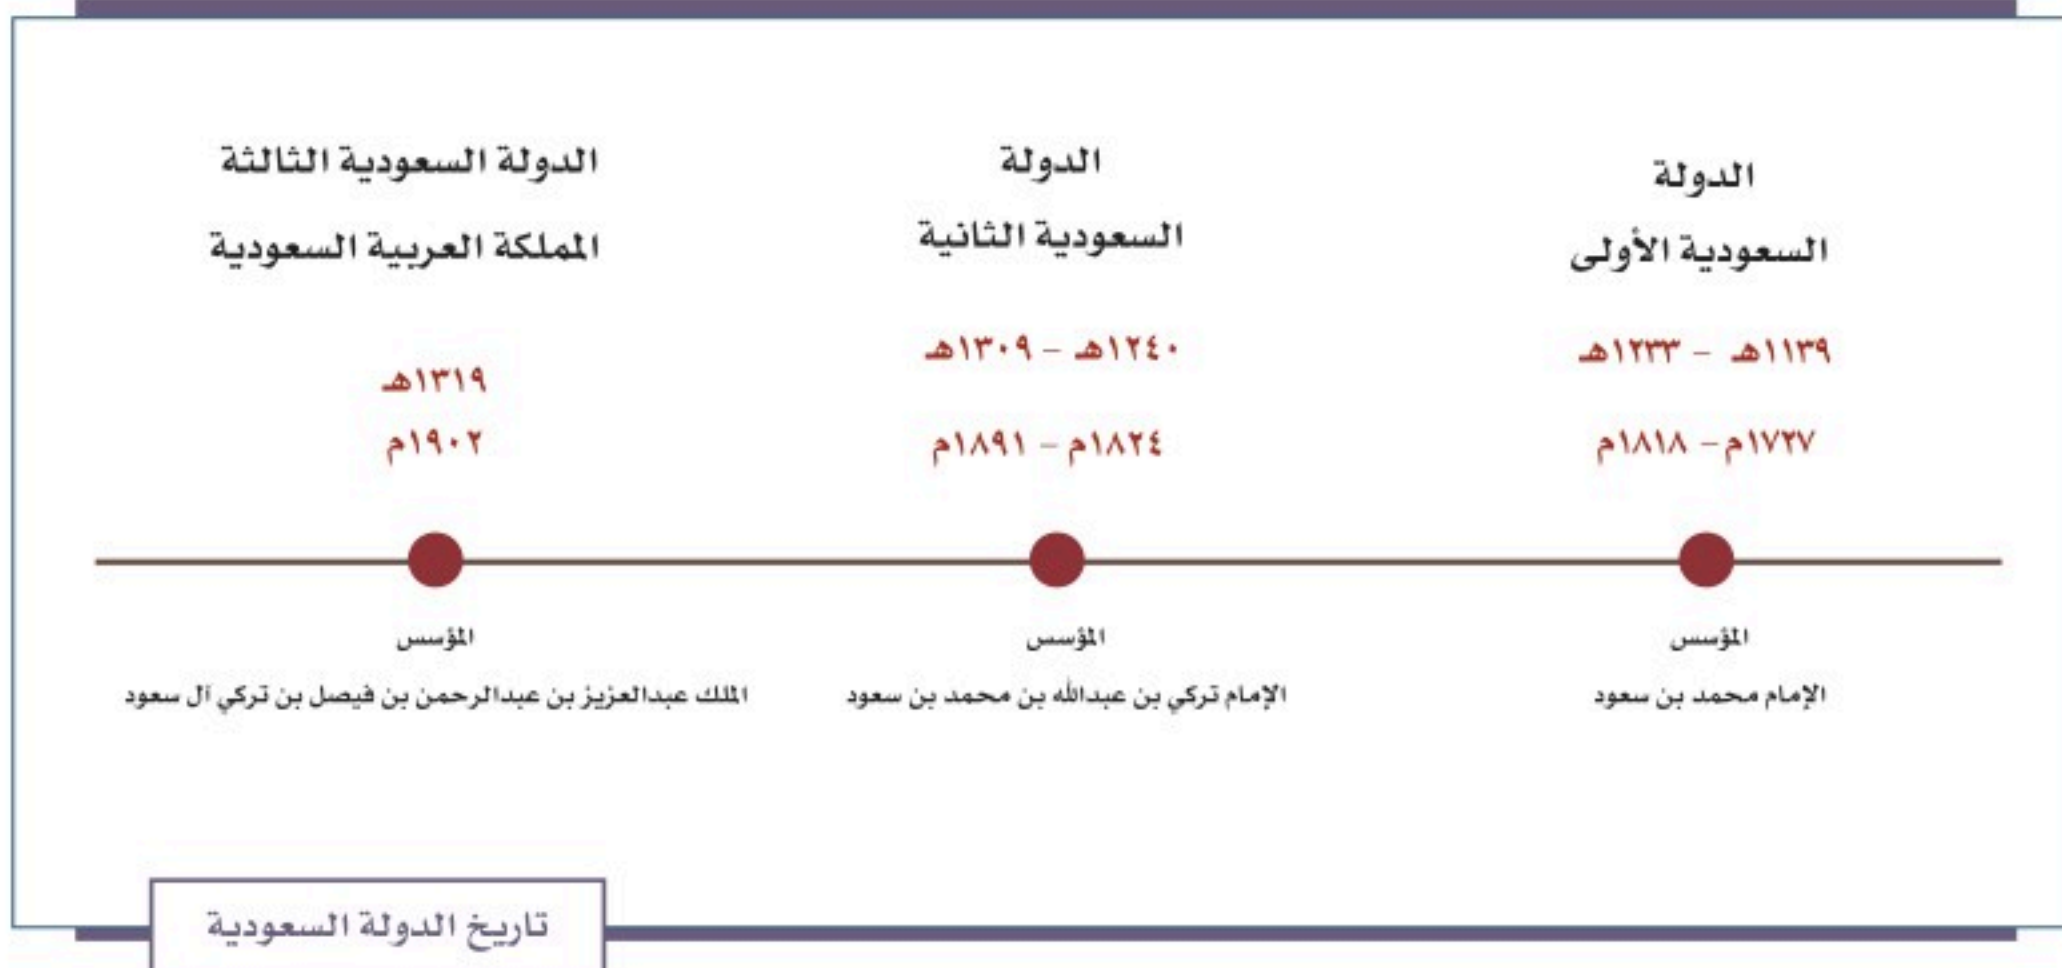 الدولة
السعودية الأولى
١١٣٩هـ - ١٢٣٣هـ
١٧٢٧م - ١٨١٨م
المؤسس
الإمام محمد بن سعود
الدولة
السعودية الثانية
١٢٤٠هـ - ١٣٠٩هـ
١٨٢٤م - ١٨٩١م
المؤسس
الإمام تركي بن عبدالله بن محمد بن سعود
الدولة السعودية الثالثة
المملكة العربية السعودية
١٣١٩هـ
١٩٠٢م
المؤسس
الملك عبدالعزيز بن عبدالرحمن بن فيصل بن تركي آل سعود
تاريخ الدولة السعودية